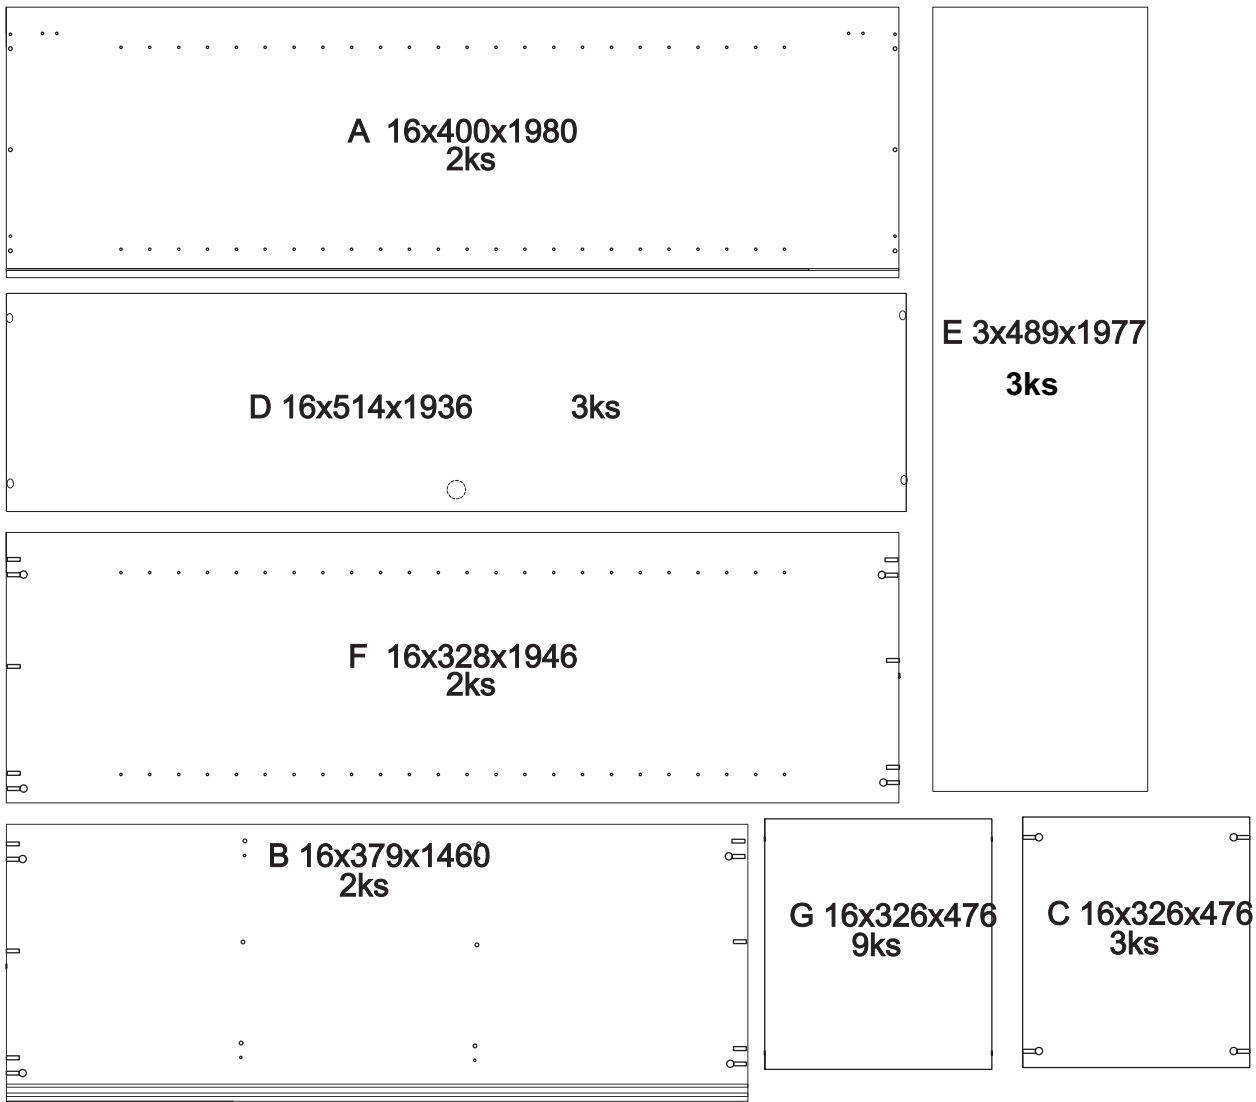 A 16x400x1980
2ks
E 3x489x1977
3ks
D 16x514x1936 3ks
F 16x328x1946
2ks
B 16x379x1460
2ks
G 16x326x476
9ks
C 16x326x476
3ks